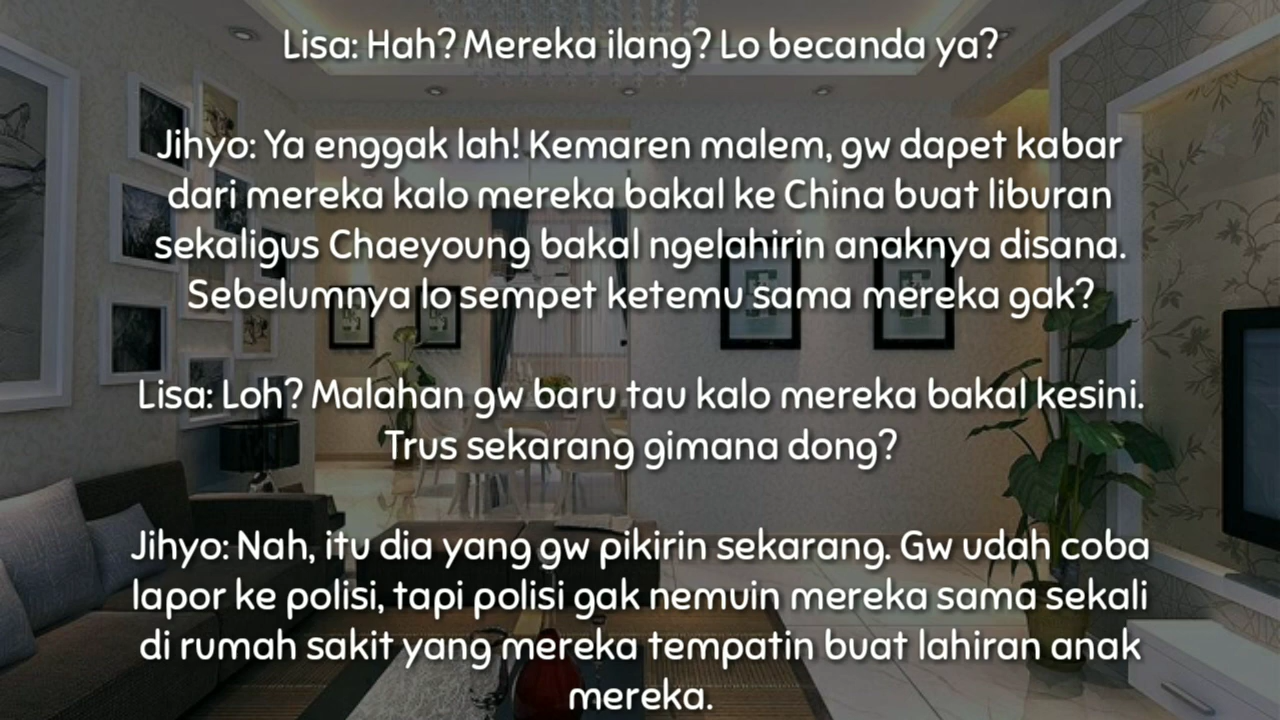 Lisa: Hah? Mereka ilang? Lo becanda ya?
Jihyo: Ya enggak lah! Kemaren malem, gw dapet kabar
dari mereka kalo mereka bakal ke China buat liburan
sekaligus Chaeyoung bakal ngelahirin anaknya disana.
Sebelumnya lo sempet ketemu sama mereka gak?
Lisa: Loh? Malahan gw baru tau kalo mereka bakal kesini.
Trus sekarang gimana dong?
Jihyo: Nah, itu dia yang gw pikirin sekarang. Gw udah coba
lapor ke polisi, tapi polisi gak nemuin mereka sama sekali
di rumah sakit yang mereka tempatin buat lahiran anak
mereka.